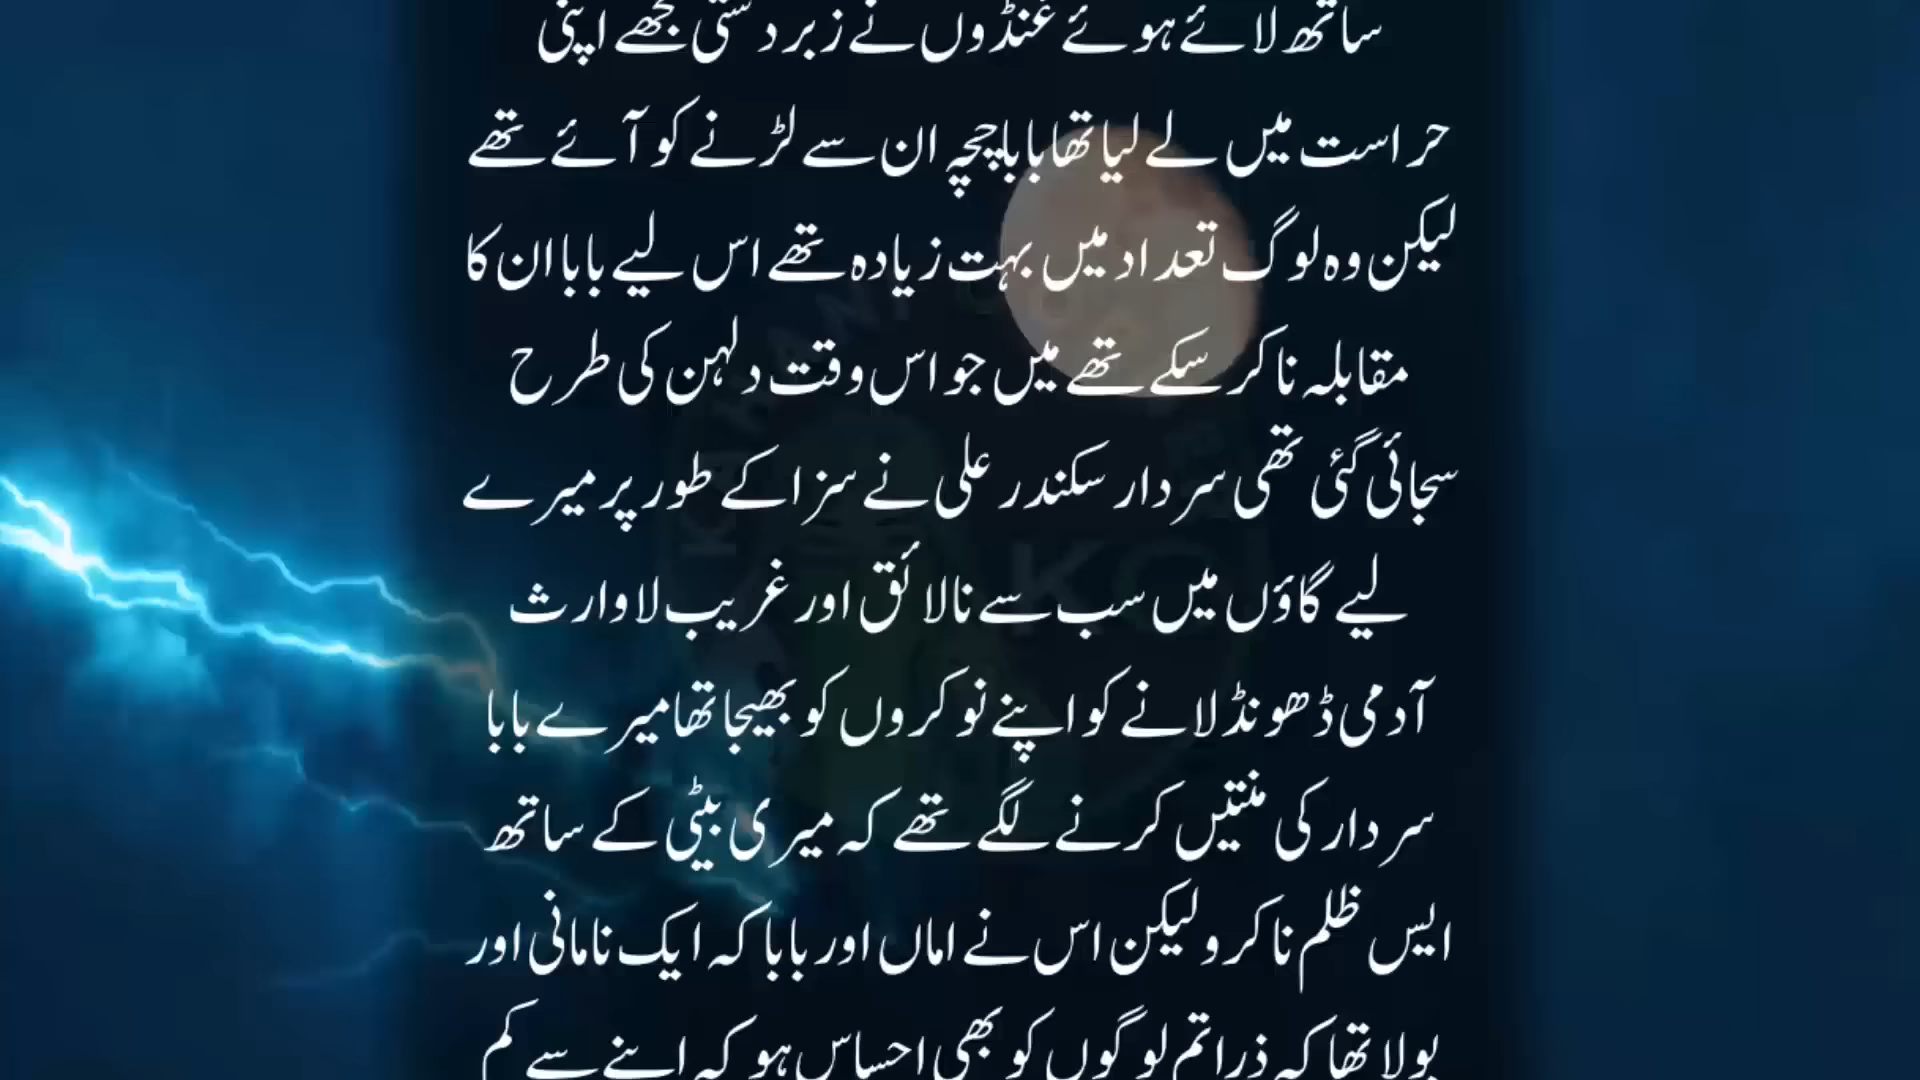 ساتھ لائے ہوئے غنڈوں نے زبردستی مجھے اپنی
حراست میں لے لیا تھا بابا چچہ ان سے لڑنے کو آئے تھے
لیکن وہ لوگ تعداد میں بہت زیادہ تھے اس لیے بابا ان کا
مقابلہ نا کر سکے تھے میں جو اس وقت دلہن کی طرح
سجائی گئی تھی سردار سکندر علی نے سزا کے طور پر میرے
لیے گاؤں میں سب سے نالائق اور غریب لاوارث
آدمی ڈھونڈ لانے کو اپنے نوکروں کو بھیجا تھا میرے بابا
سردار کی منتیں کرنے لگے تھے کہ میری بیٹی کے ساتھ
ایس ظلم نا کرو لیکن اس نے اماں اور بابا کہ ایک نامانی اور
بولا تھا کہ ذرا تم لوگوں کو بھی احساس ہو کہ اپنے سے کم